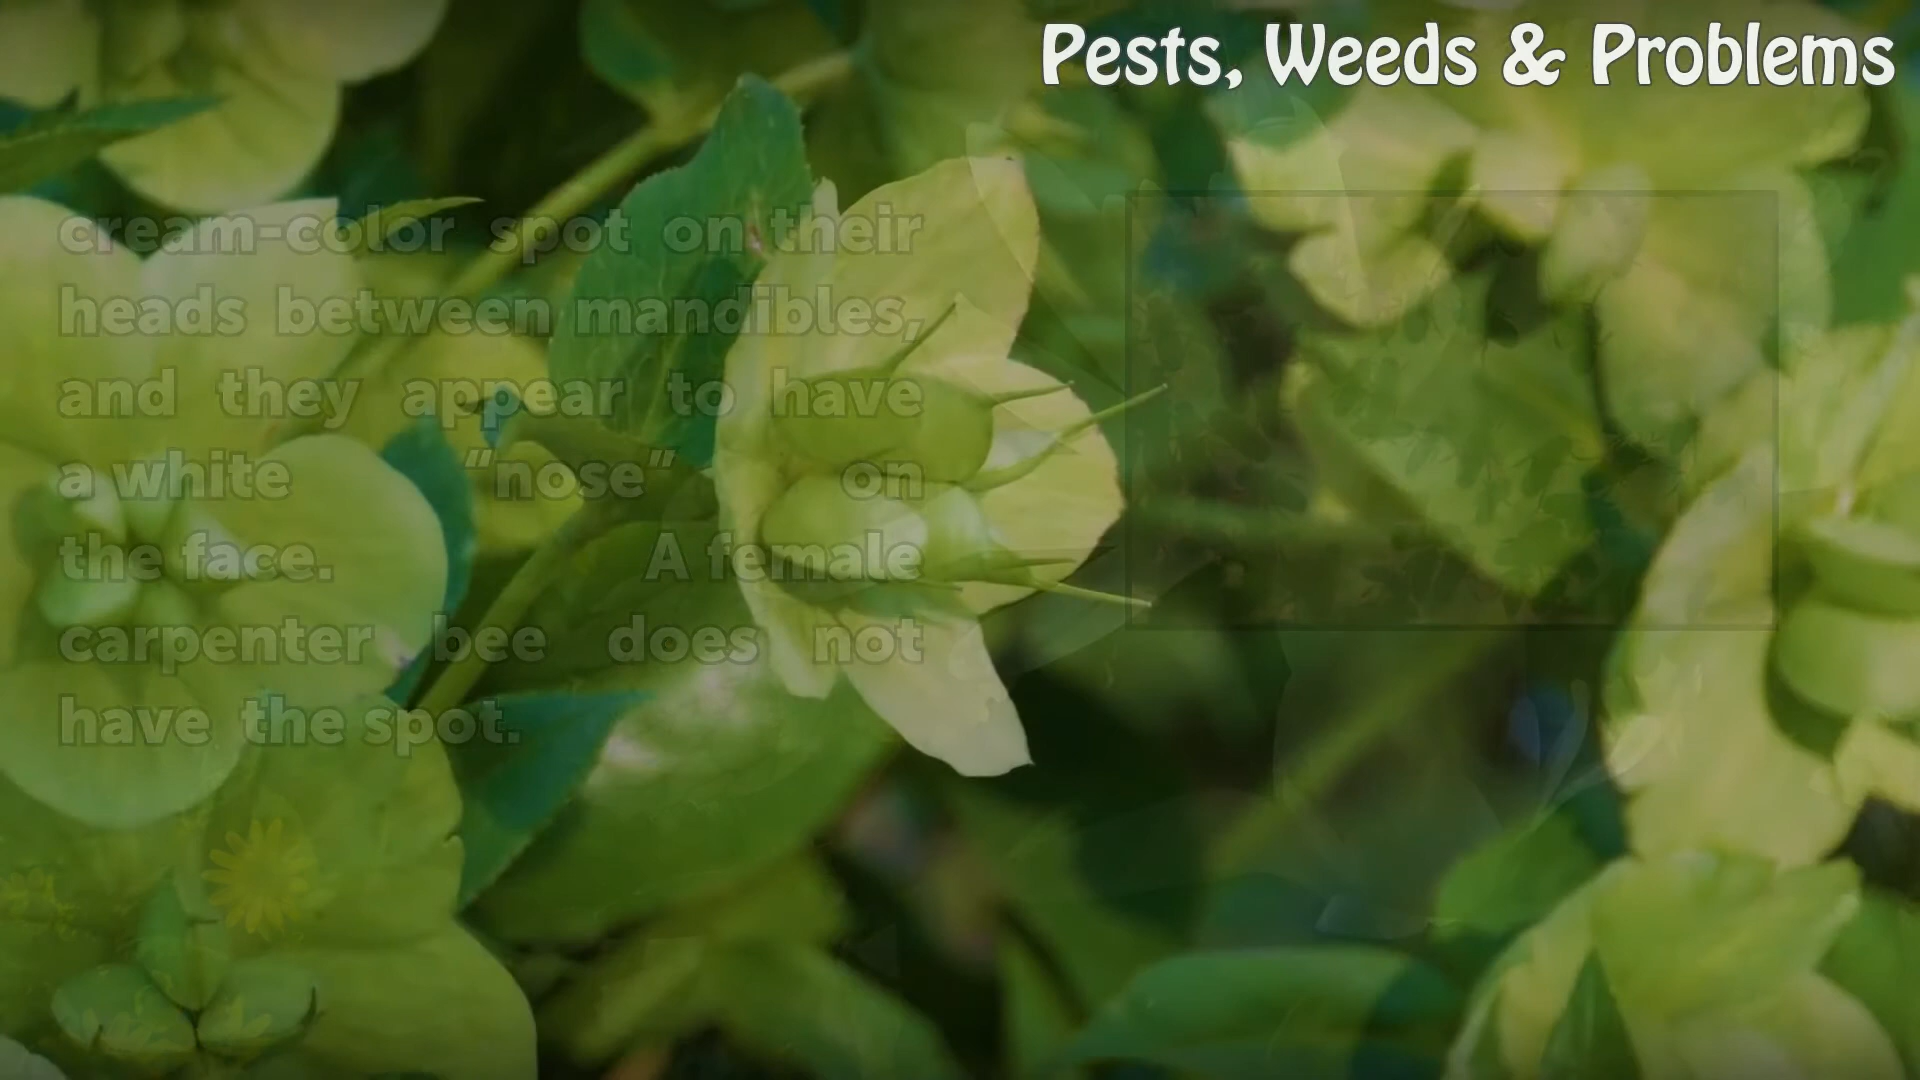 Pests, Weeds & Problems
cream-color spot on their
heads between mandibles,
and they appear to have
a white “nose” on
the face. A female
carpenter bee does not
have the spot.